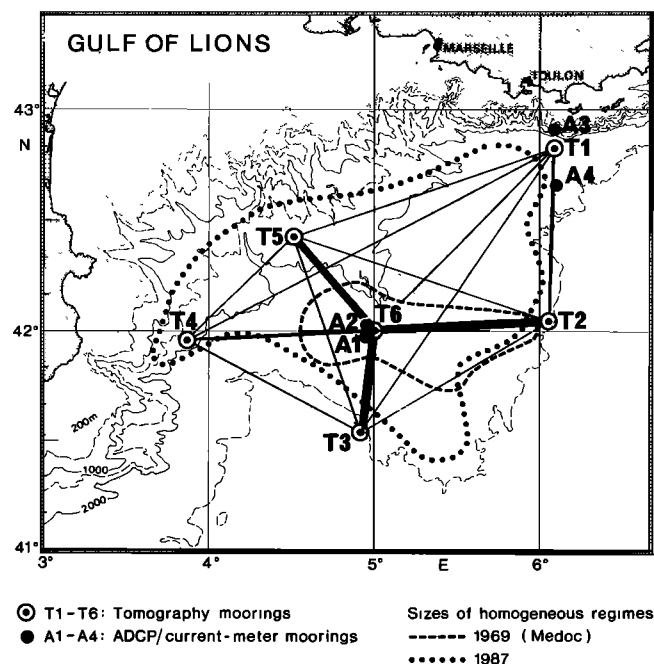 GULF OF LIONS
MARSEILLE
TOULON
43°
N
A3
T1
A4
T5
T4
42°
A2
T6
A1
T2
T3
200m
1000
2000
41°
3°
4°
5°
E
6°
T1-T6: Tomography moorings
A1-A4: ADCP/current-meter moorings
Sizes of homogeneous regimes
1969 (Medoc)
1987